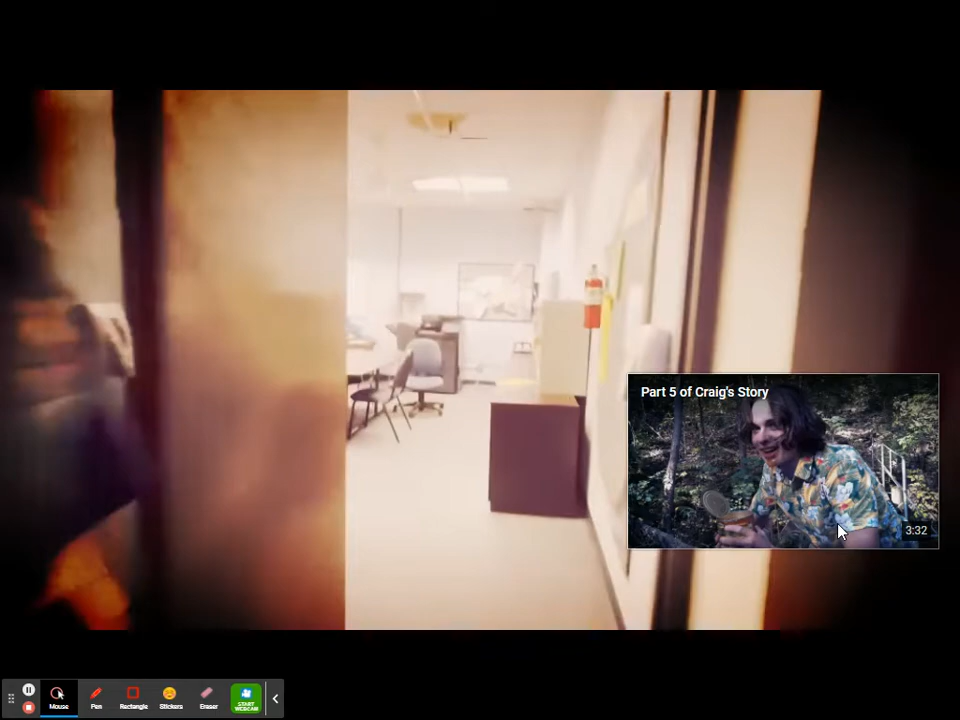 Part 5 of Craig's Story
3:32
Mouse
Pen
Rectangle
Stickers
Eraser
START
WEBCAM